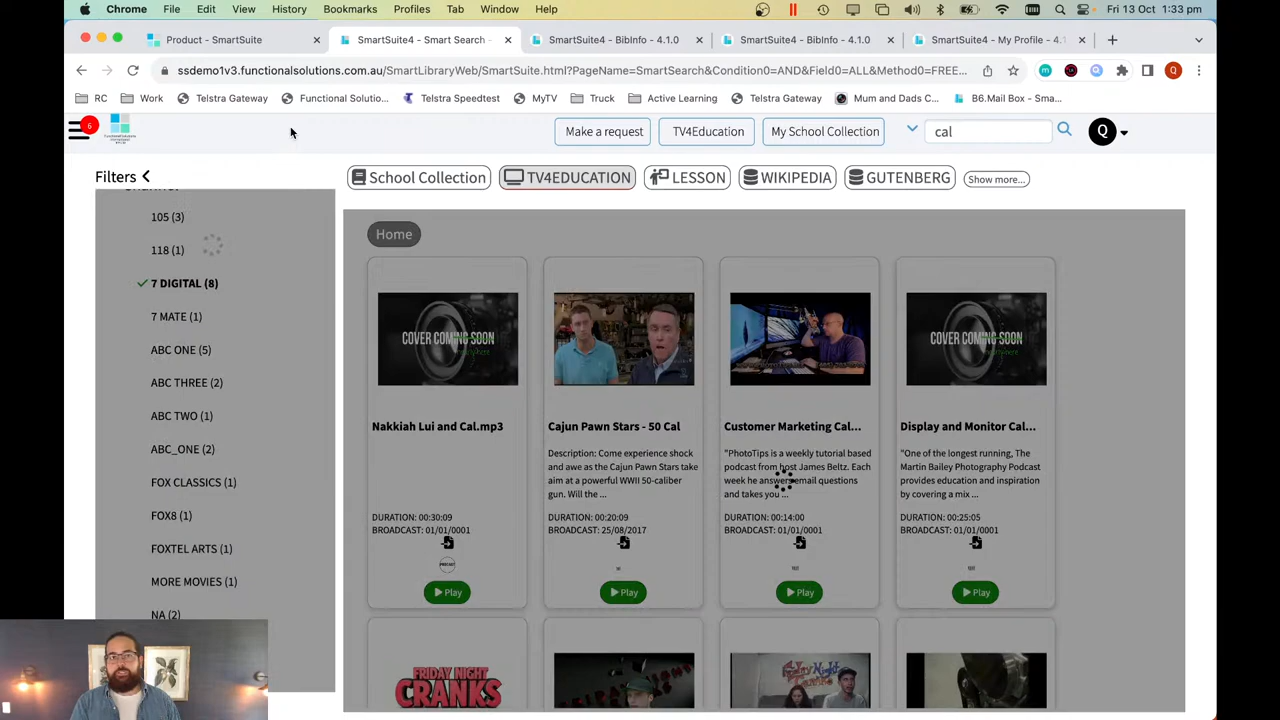 Chrome File Edit View History Bookmarks Profiles Tab Window Help Fri 13 Oct 1:33 pm
Product - SmartSuite SmartSuite4 - Smart Search - SmartSuite4 - BibInfo - 4.1.0 SmartSuite4 - BibInfo - 4.1.0 SmartSuite4 - My Profile - 4.1
ssdemo1v3.functionalsolutions.com.au/SmartLibraryWeb/SmartSuite.html?PageName=SmartSearch&Condition0=AND&Field0=ALL&Method0=FREE... Q
RC Work Telstra Gateway Functional Solutio... Telstra Speedtest MyTV Truck Active Learning Telstra Gateway Mum and Dads C... B6.Mail Box - Sma...
6 Make a request TV4Education My School Collection cal Q
Filters School Collection TV4EDUCATION LESSON WIKIPEDIA GUTENBERG Show more...
105 (3)
118 (1)
7 DIGITAL (8)
7 MATE (1)
ABC ONE (5)
ABC THREE (2)
ABC TWO (1)
ABC_ONE (2)
FOX CLASSICS (1)
FOX8 (1)
FOXTEL ARTS (1)
MORE MOVIES (1)
NA (2)
Home
COVER COMING SOON
Nakkiah Lui and Cal.mp3
DURATION: 00:30:09
BROADCAST: 01/01/0001
PODCAST
Play
Cajun Pawn Stars - 50 Cal
Description: Come experience shock
and awe as the Cajun Pawn Stars take
aim at a powerful WWII 50-caliber
gun. Will the ...
DURATION: 00:20:09
BROADCAST: 25/08/2017
Play
Customer Marketing Cal...
"PhotoTips is a weekly tutorial based
podcast from host James Beltz. Each
week he answers email questions
and takes you ...
DURATION: 00:14:00
BROADCAST: 01/01/0001
Play
COVER COMING SOON
Display and Monitor Cal...
"One of the longest running, The
Martin Bailey Photography Podcast
provides education and inspiration
by covering a mix ...
DURATION: 00:25:05
BROADCAST: 01/01/0001
Play
FRIDAY NIGHT
CRANKS